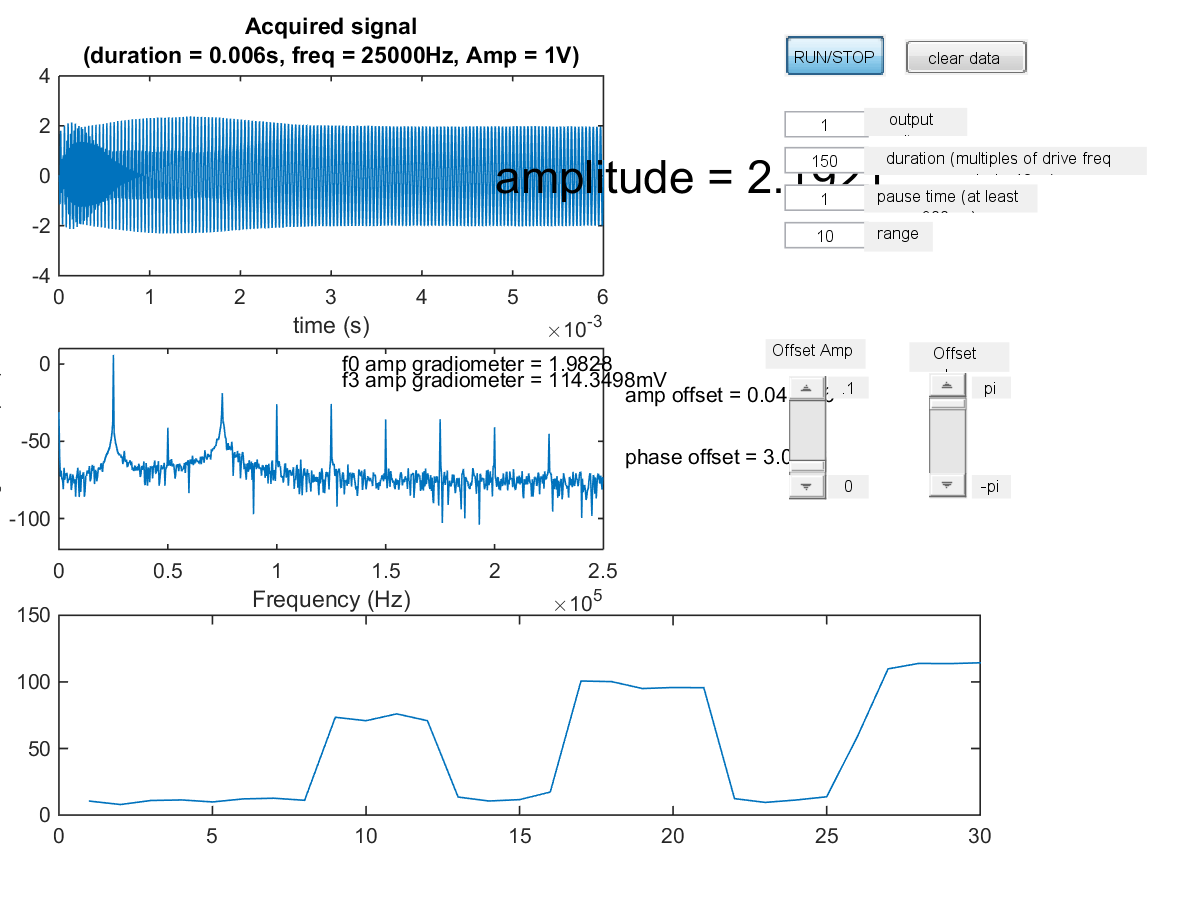 Acquired signal
(duration = 0.006s, freq = 25000Hz, Amp = 1V)
RUN/STOP
clear data
4
2
0
-2
-4
0 1 2 3 4 5 6
time (s)
×10-3
amplitude = 2.1921
1 output
150 duration (multiples of drive freq
1 pause time (at least
10 range
0
-50
-100
f0 amp gradiometer = 1.9828
f3 amp gradiometer = 114.3498mV
0 0.5 1 1.5 2 2.5
Frequency (Hz)
×105
amp offset = 0.04
phase offset = 3.0
Offset Amp
.1
0
Offset
pi
-pi
150
100
50
0
0 5 10 15 20 25 30